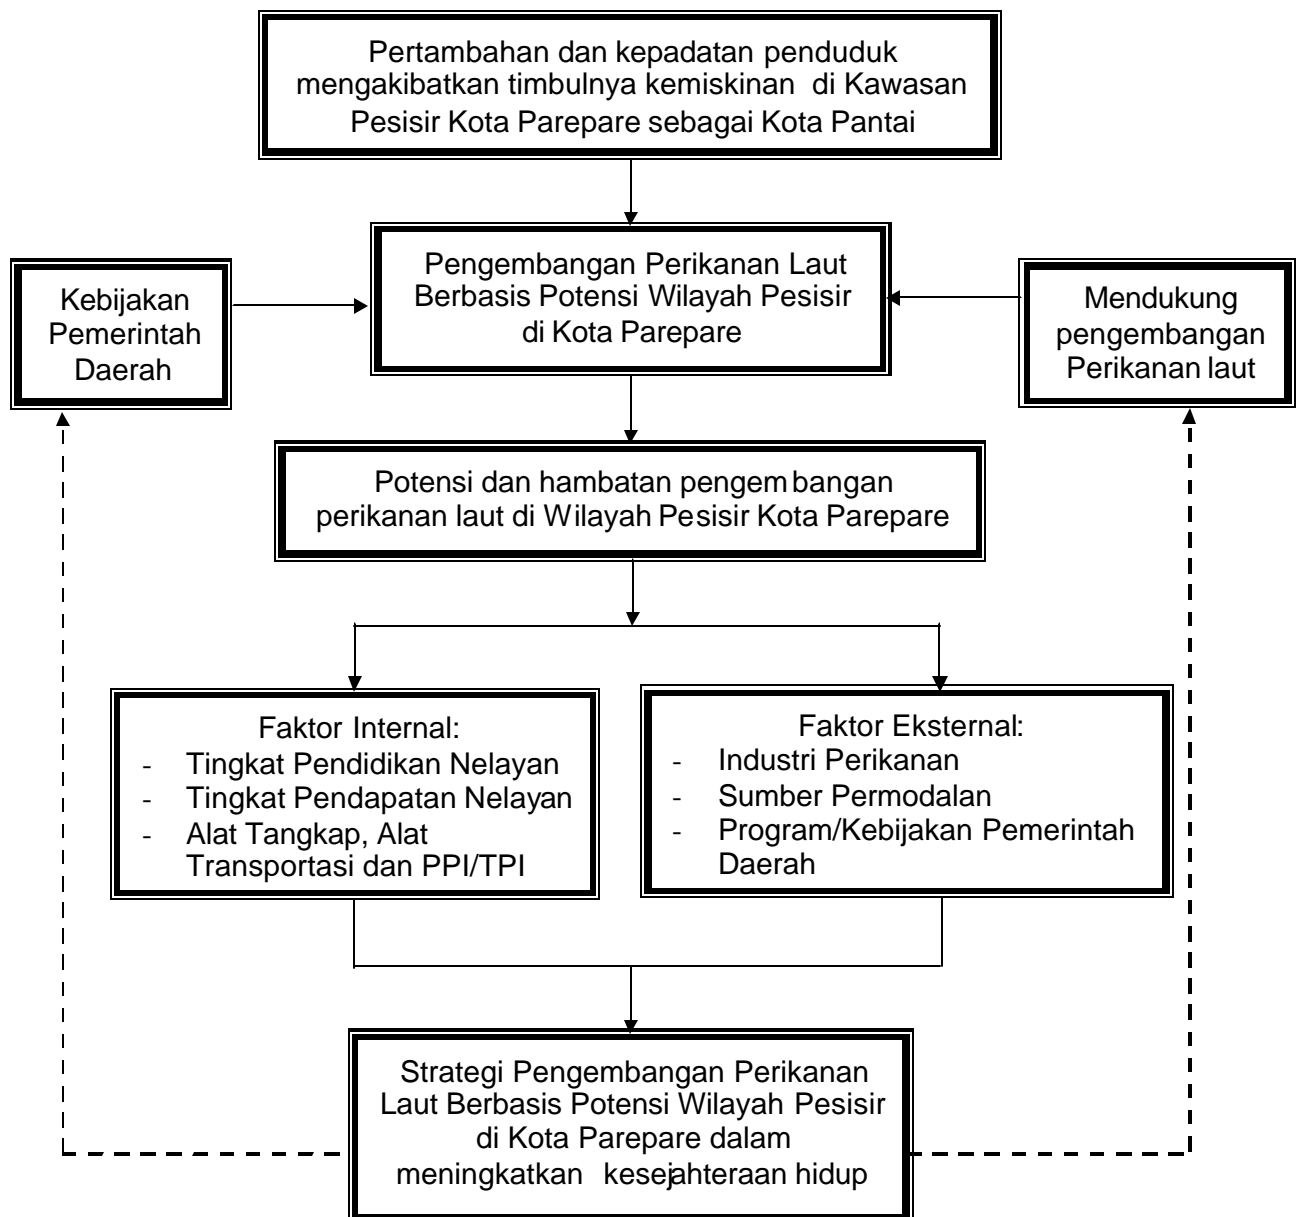 Pertambahan dan kepadatan penduduk
mengakibatkan timbulnya kemiskinan di Kawasan
Pesisir Kota Parepare sebagai Kota Pantai
Kebijakan
Pemerintah
Daerah
Pengembangan Perikanan Laut
Berbasis Potensi Wilayah Pesisir
di Kota Parepare
Mendukung
pengembangan
Perikanan laut
Potensi dan hambatan pengembangan
perikanan laut di Wilayah Pesisir Kota Parepare
Faktor Internal:
- Tingkat Pendidikan Nelayan
- Tingkat Pendapatan Nelayan
- Alat Tangkap, Alat
Transportasi dan PPI/TPI
Faktor Eksternal:
- Industri Perikanan
- Sumber Permodalan
- Program/Kebijakan Pemerintah
Daerah
Strategi Pengembangan Perikanan
Laut Berbasis Potensi Wilayah Pesisir
di Kota Parepare dalam
meningkatkan kesejahteraan hidup